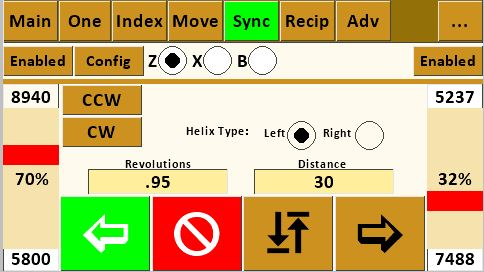 Main One Index Move Sync Recip Adv ...
Enabled Config Z X B Enabled
8940 CCW 5237
CW
Helix Type: Left Right
Revolutions Distance
70% .95 30 32%
5800 7488